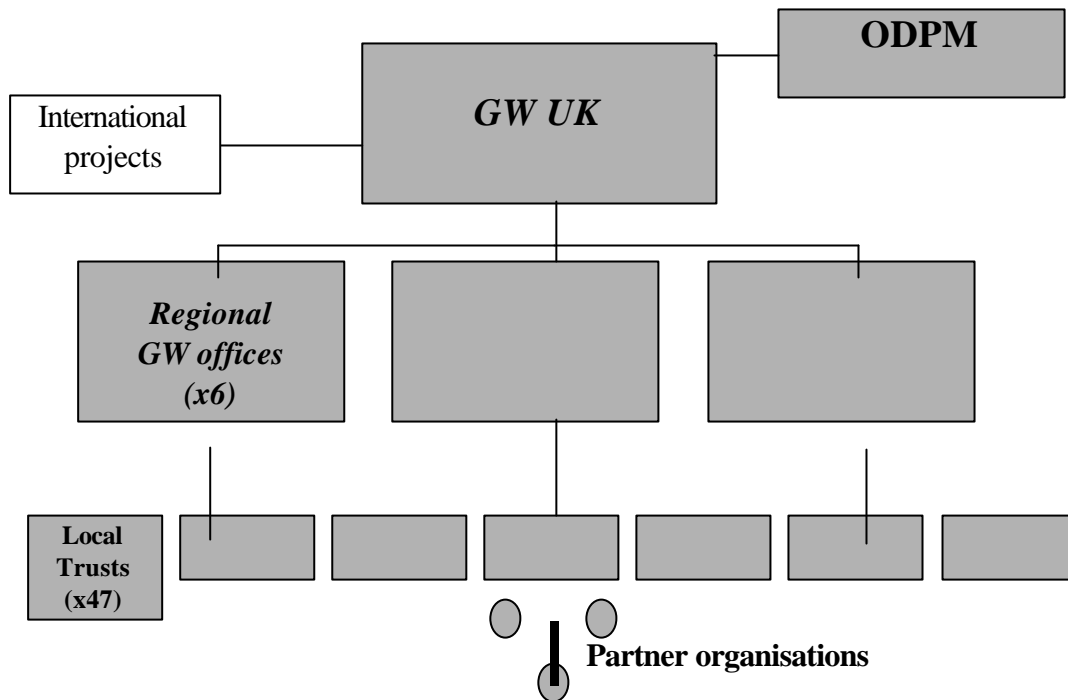 ODPM
GW UK
International
projects
Regional
GW offices
(x6)
Local
Trusts
(x47)
Partner organisations